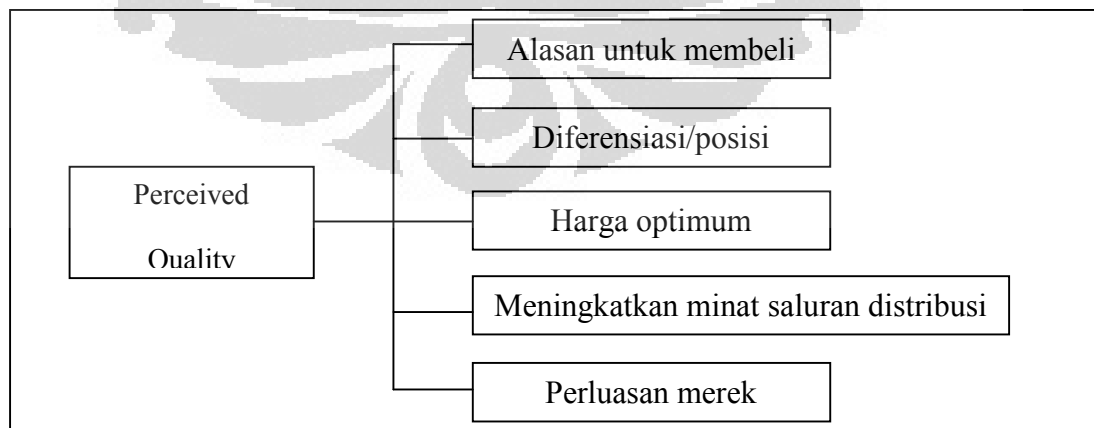 Alasan untuk membeli
Diferensiasi/posisi
Perceived
Quality
Harga optimum
Meningkatkan minat saluran distribusi
Perluasan merek